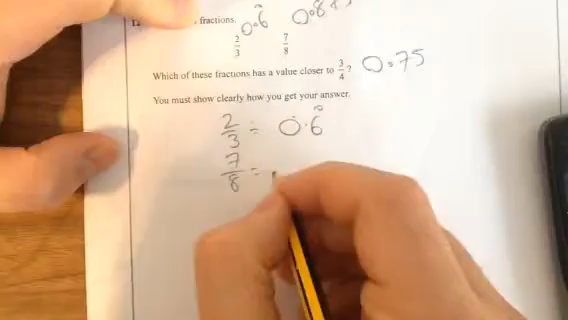 fractions.
0.6̇ 0.875
2/3 7/8
Which of these fractions has a value closer to 3/4? 0.75
You must show clearly how you get your answer.
2/3 = 0.6̇
7/8 =